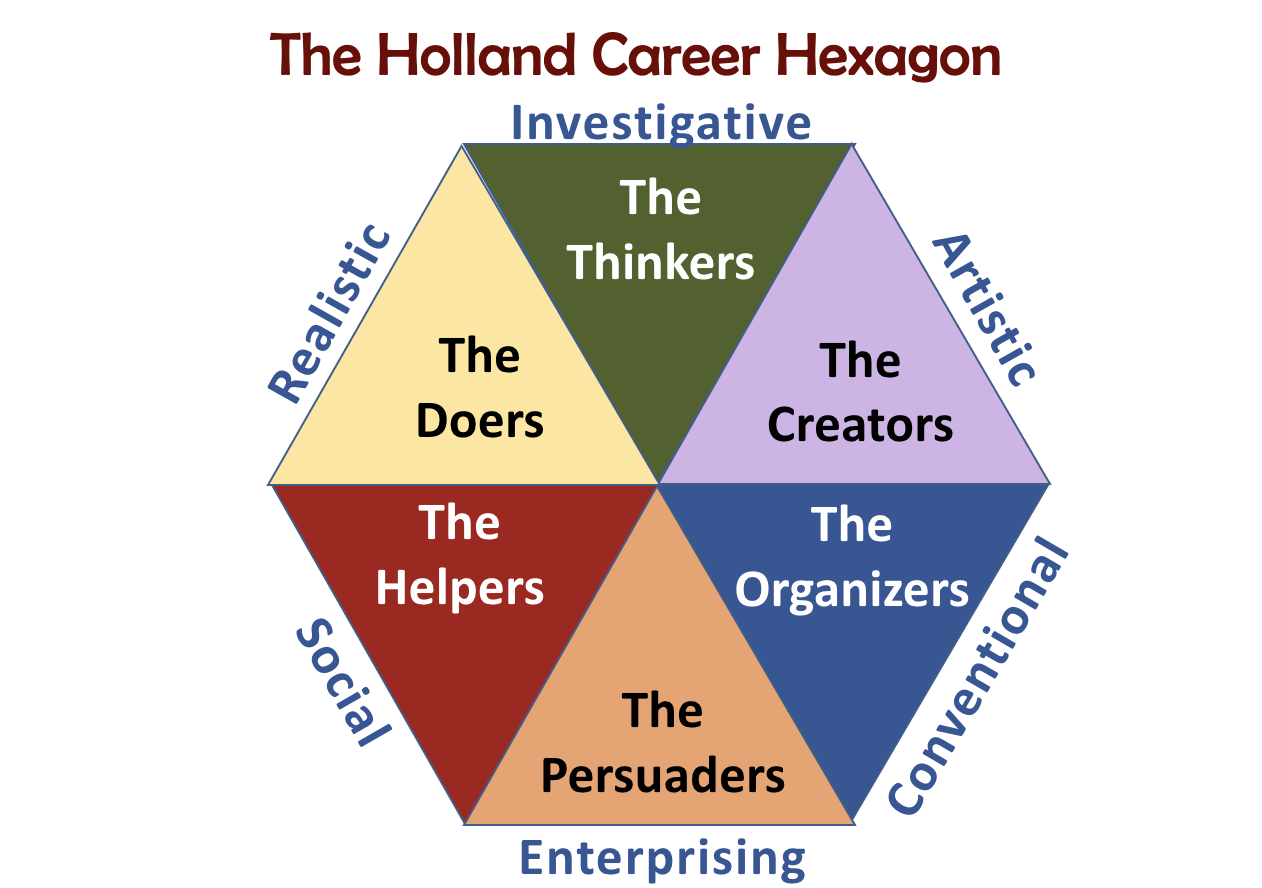 The Holland Career Hexagon
Investigative
The
Thinkers
Realistic
The
Doers
Artistic
The
Creators
The
Helpers
Social
The
Organizers
Conventional
The
Persuaders
Enterprising